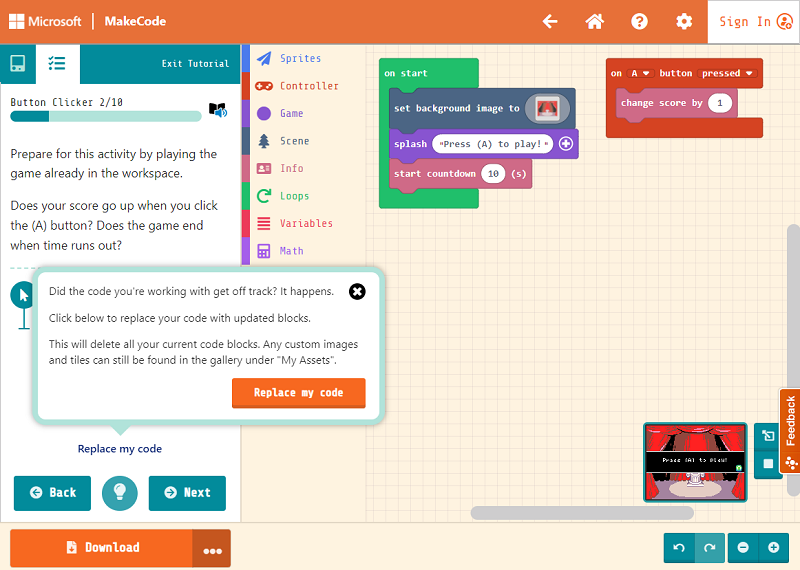 Microsoft | MakeCode
Sign In
Exit Tutorial
Button Clicker 2/10
Prepare for this activity by playing the
game already in the workspace.
Does your score go up when you click
the (A) button? Does the game end
when time runs out?
Sprites
Controller
Game
Scene
Info
Loops
Variables
Math
on start
set background image to
splash "Press (A) to play!"
start countdown 10 (s)
on A button pressed
change score by 1
Did the code you're working with get off track? It happens.
Click below to replace your code with updated blocks.
This will delete all your current code blocks. Any custom images
and tiles can still be found in the gallery under "My Assets".
Replace my code
Replace my code
Back
Next
Feedback
Press (A) to
Download